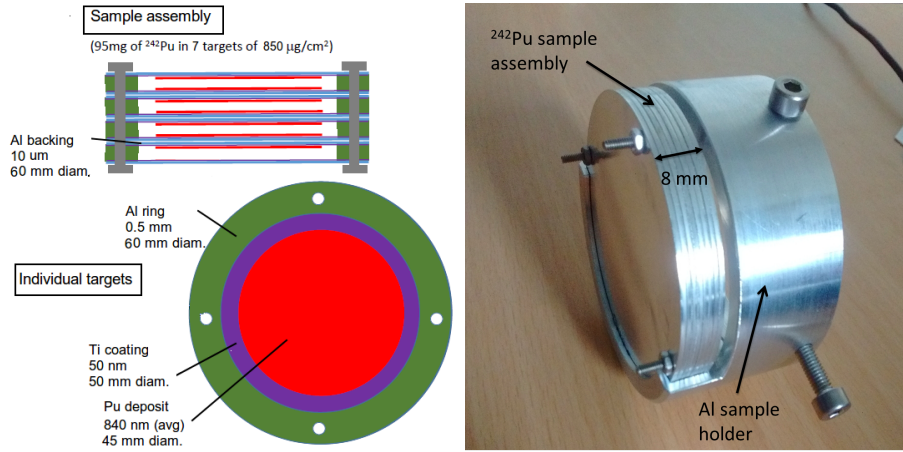 Sample assembly
(95mg of ²⁴²Pu in 7 targets of 850 µg/cm²)
Al backing
10 um
60 mm diam.
Al ring
0.5 mm
60 mm diam.
Individual targets
Ti coating
50 nm
50 mm diam.
Pu deposit
840 nm (avg)
45 mm diam.
²⁴²Pu sample
assembly
8 mm
Al sample
holder